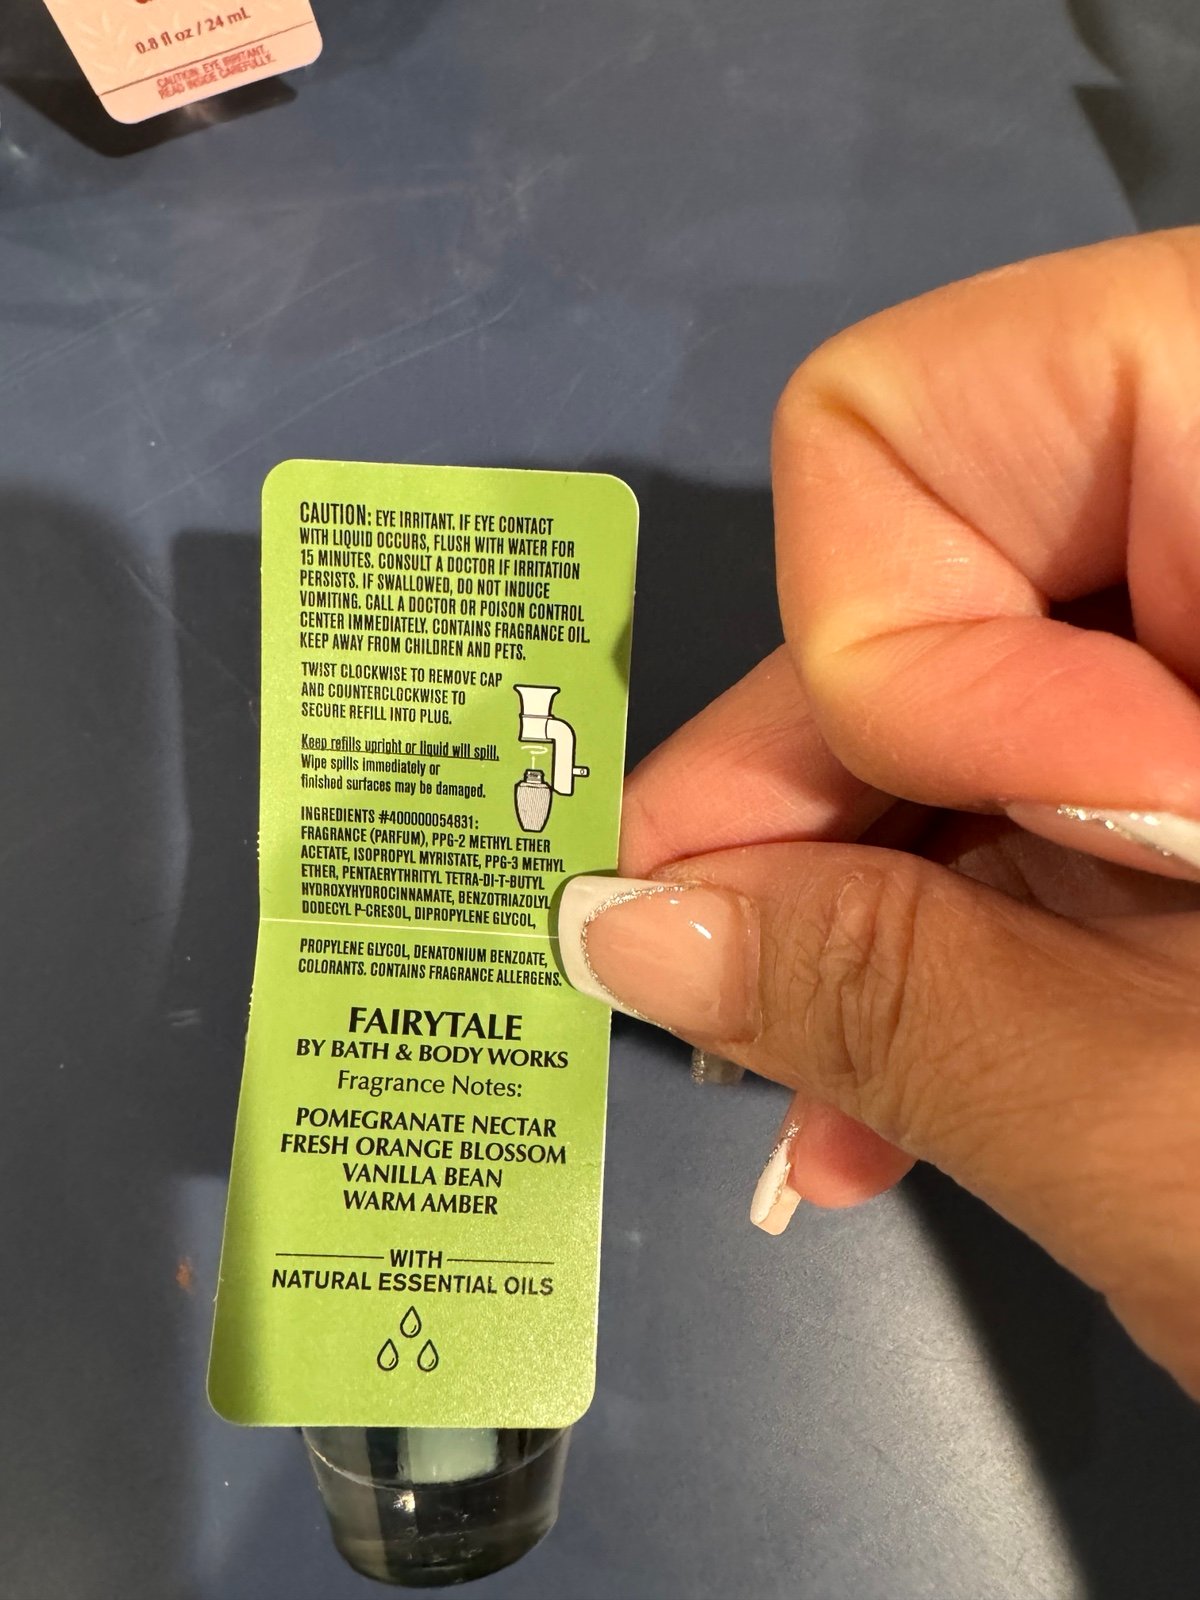 0.8 fl oz / 24 mL
CAUTION: EYE IRRITANT.
READ INSIDE CAREFULLY.
CAUTION: EYE IRRITANT. IF EYE CONTACT
WITH LIQUID OCCURS, FLUSH WITH WATER FOR
15 MINUTES. CONSULT A DOCTOR IF IRRITATION
PERSISTS. IF SWALLOWED, DO NOT INDUCE
VOMITING. CALL A DOCTOR OR POISON CONTROL
CENTER IMMEDIATELY. CONTAINS FRAGRANCE OIL.
KEEP AWAY FROM CHILDREN AND PETS.
TWIST CLOCKWISE TO REMOVE CAP
AND COUNTERCLOCKWISE TO
SECURE REFILL INTO PLUG.
Keep refills upright or liquid will spill.
Wipe spills immediately or
finished surfaces may be damaged.
INGREDIENTS #400000054831:
FRAGRANCE (PARFUM), PPG-2 METHYL ETHER
ACETATE, ISOPROPYL MYRISTATE, PPG-3 METHYL
ETHER, PENTAERYTHRITYL TETRA-DI-T-BUTYL
HYDROXYHYDROCINNAMATE, BENZOTRIAZOLYL
DODECYL P-CRESOL, DIPROPYLENE GLYCOL,
PROPYLENE GLYCOL, DENATONIUM BENZOATE,
COLORANTS. CONTAINS FRAGRANCE ALLERGENS.
FAIRYTALE
BY BATH & BODY WORKS
Fragrance Notes:
POMEGRANATE NECTAR
FRESH ORANGE BLOSSOM
VANILLA BEAN
WARM AMBER
WITH
NATURAL ESSENTIAL OILS